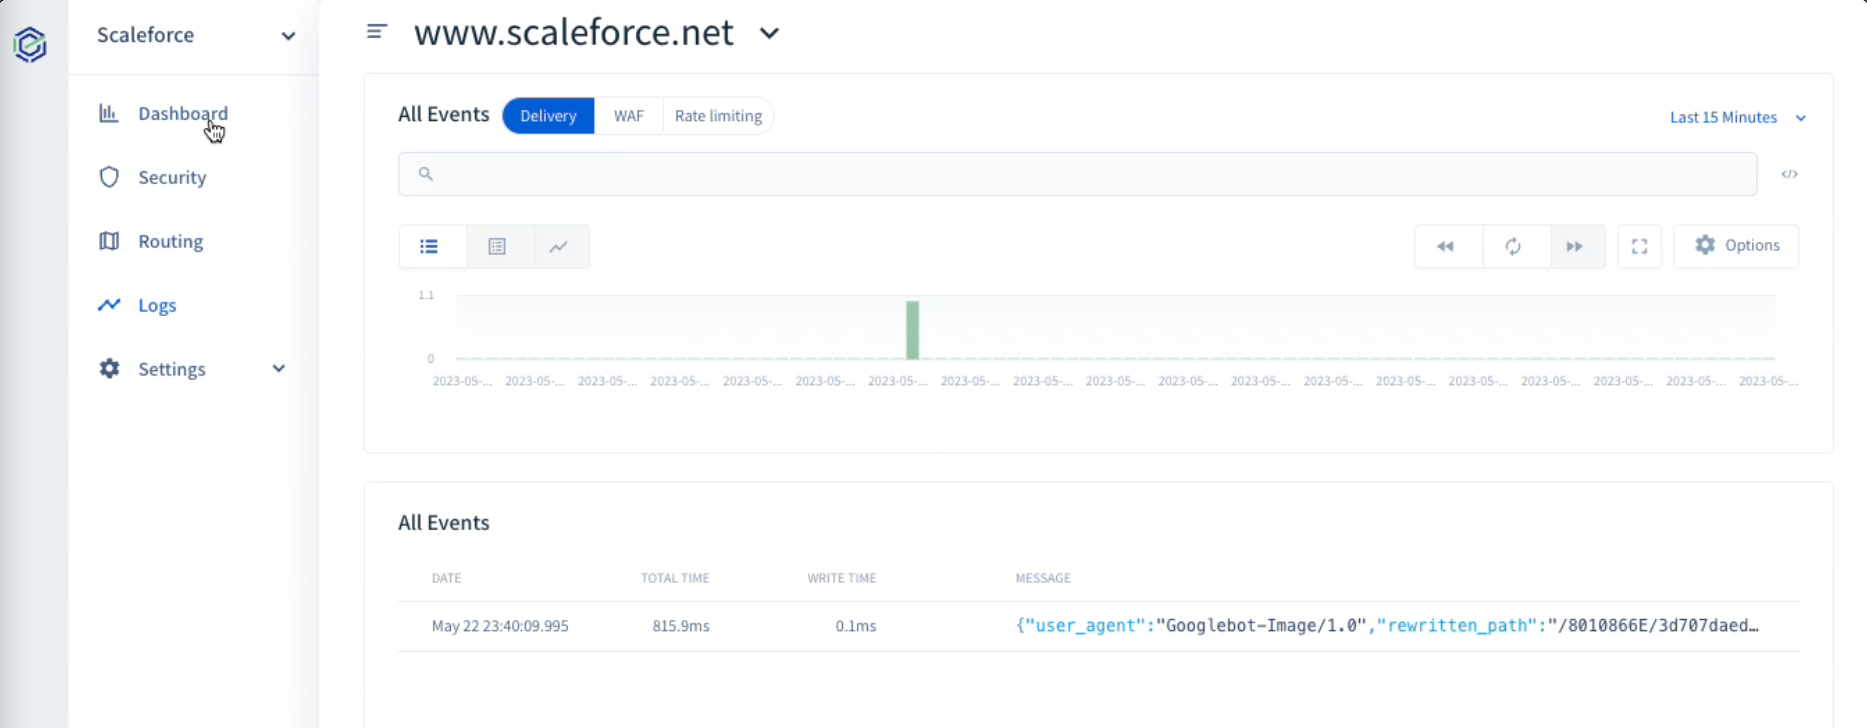 Scaleforce
Dashboard
Security
Routing
Logs
Settings
www.scaleforce.net
All Events Delivery WAF Rate limiting
Last 15 Minutes
</>
Options
1.1
0
2023-05-... 2023-05-... 2023-05-... 2023-05-... 2023-05-... 2023-05-... 2023-05-... 2023-05-... 2023-05-... 2023-05-... 2023-05-... 2023-05-... 2023-05-... 2023-05-... 2023-05-... 2023-05-... 2023-05-... 2023-05-... 2023-05-...
All Events
DATE TOTAL TIME WRITE TIME MESSAGE
May 22 23:40:09.995 815.9ms 0.1ms {"user_agent":"Googlebot-Image/1.0","rewritten_path":"/8010866E/3d707daed…